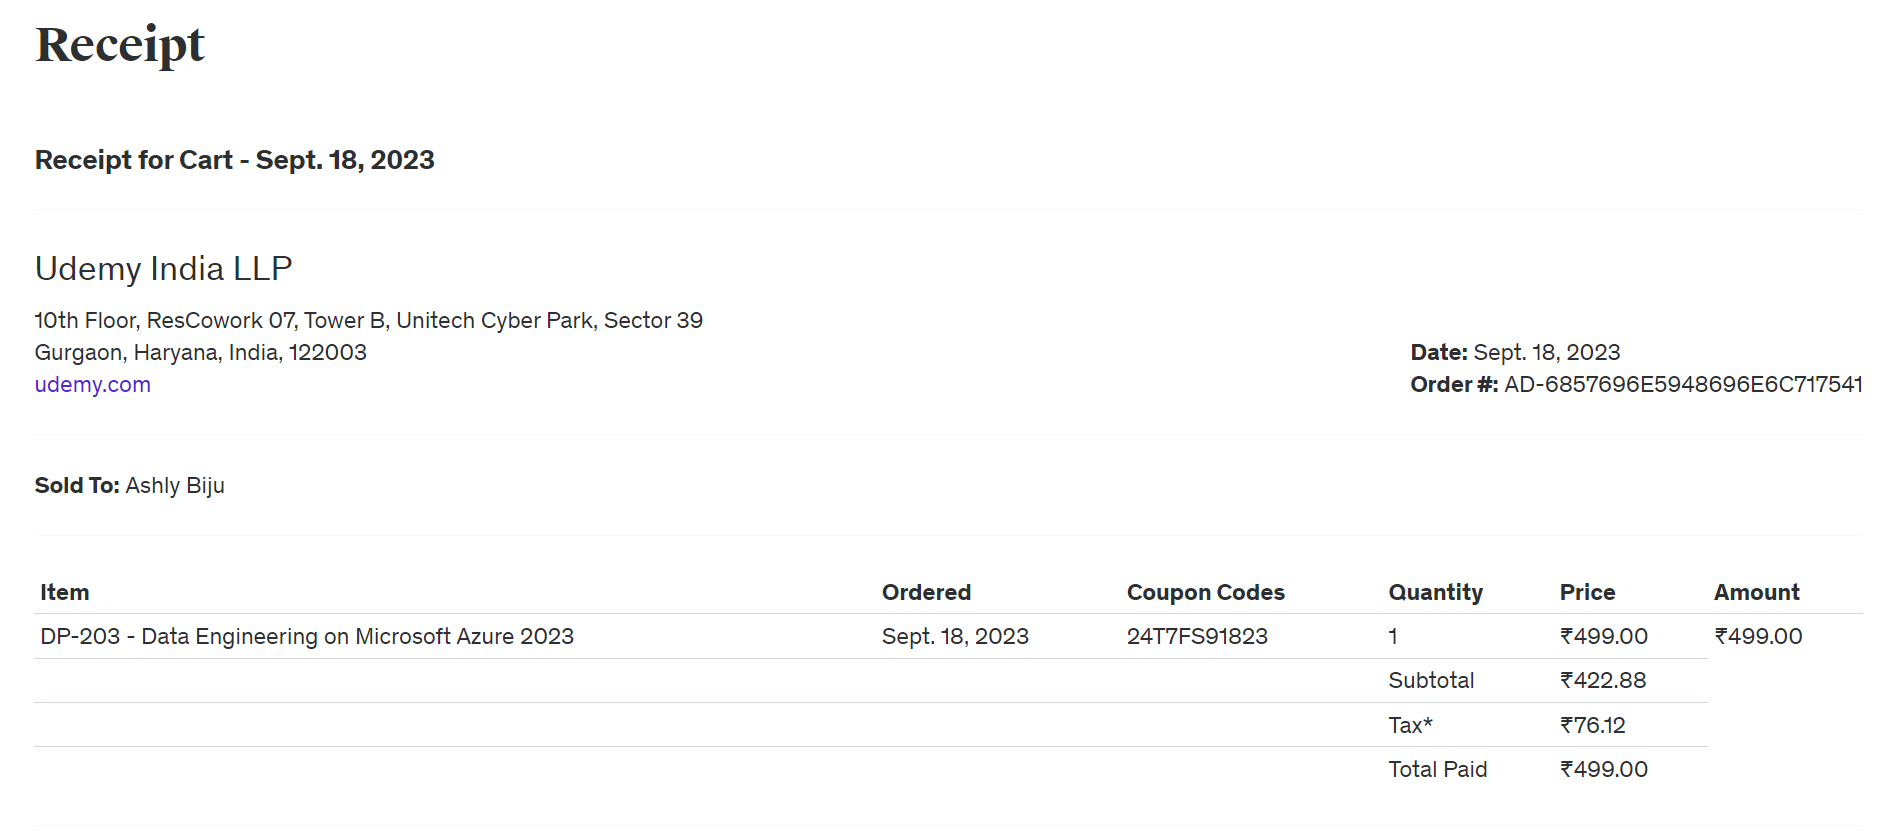 Receipt
Receipt for Cart - Sept. 18, 2023
Udemy India LLP
10th Floor, ResCowork 07, Tower B, Unitech Cyber Park, Sector 39
Gurgaon, Haryana, India, 122003
udemy.com
Date: Sept. 18, 2023
Order #: AD-6857696E5948696E6C717541
Sold To: Ashly Biju
Item Ordered Coupon Codes Quantity Price Amount
DP-203 - Data Engineering on Microsoft Azure 2023 Sept. 18, 2023 24T7FS91823 1 ₹499.00 ₹499.00
Subtotal ₹422.88
Tax* ₹76.12
Total Paid ₹499.00